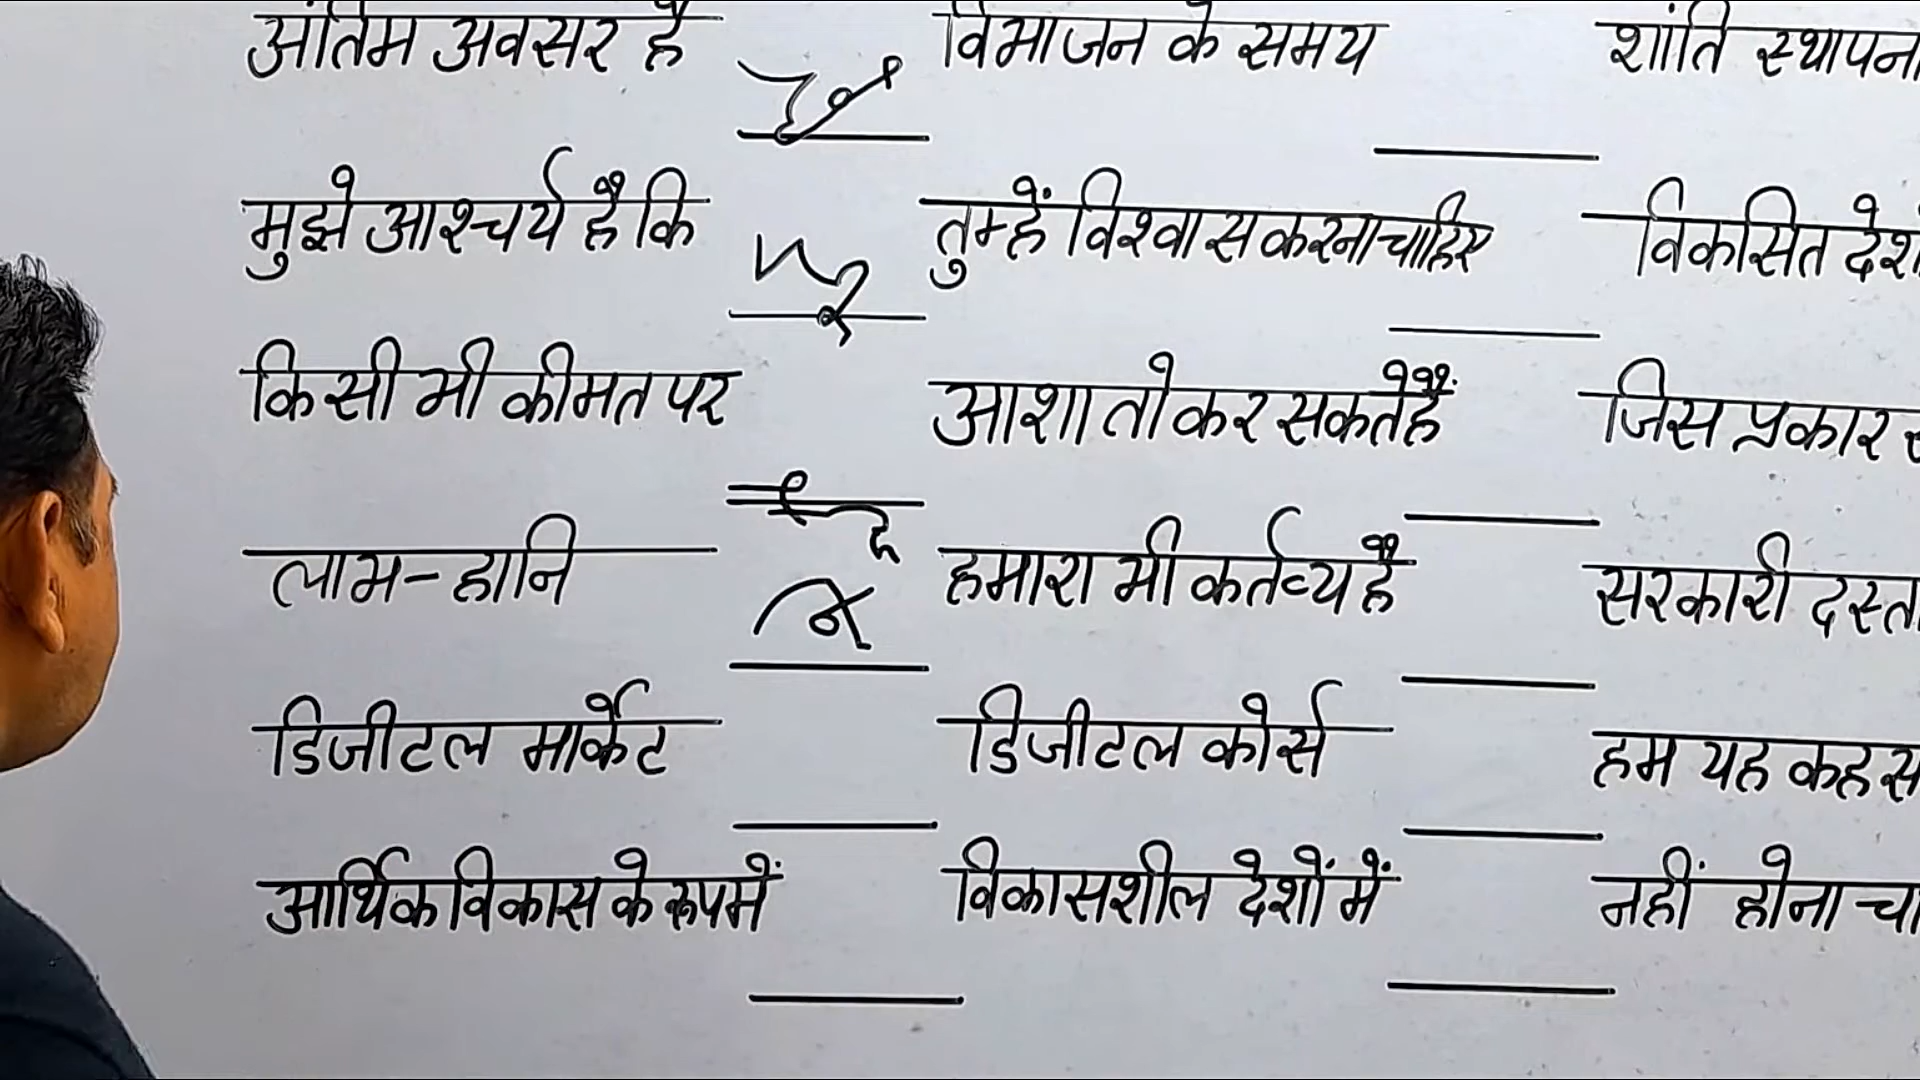 अंतिम अवसर है
विभाजन के समय
शांति स्थापना
मुझे आश्चर्य है कि
तुम्हें विश्वास करना चाहिए
विकसित
किसी भी कीमत पर
आशा तो कर सकते हैं
जिस प्रकार
लाभ-हानि
हमारा भी कर्तव्य है
सरकारी
डिजीटल मार्केट
डिजीटल कोर्स
हम यह कह
आर्थिक विकास के रूप में
विकासशील देशों में
नहीं होना